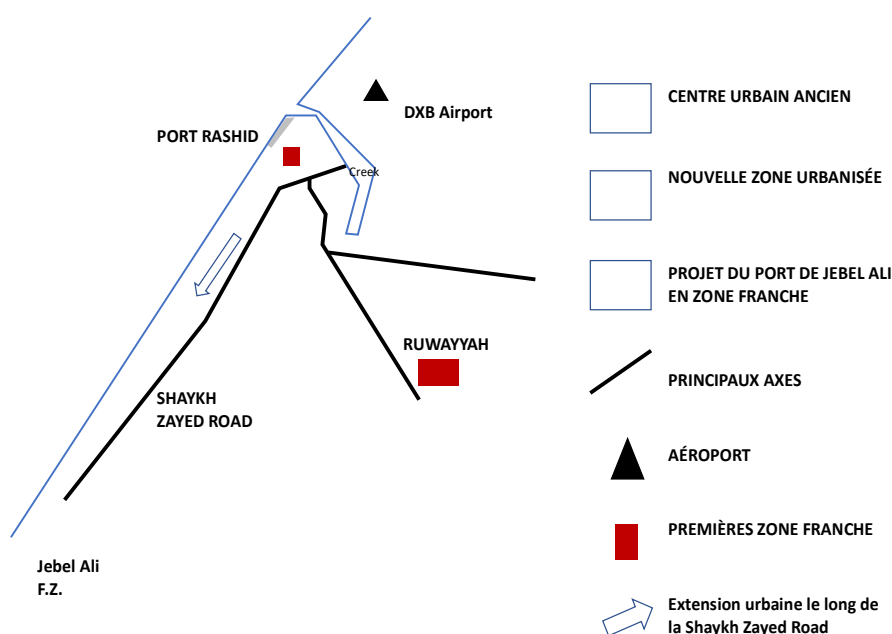 PORT RASHID
DXB Airport
Creek
RUWAYYAH
SHAYKH
ZAYED ROAD
Jebel Ali
F.Z.
CENTRE URBAIN ANCIEN
NOUVELLE ZONE URBANISÉE
PROJET DU PORT DE JEBEL ALI
EN ZONE FRANCHE
PRINCIPAUX AXES
AÉROPORT
PREMIÈRES ZONE FRANCHE
Extension urbaine le long de
la Shaykh Zayed Road